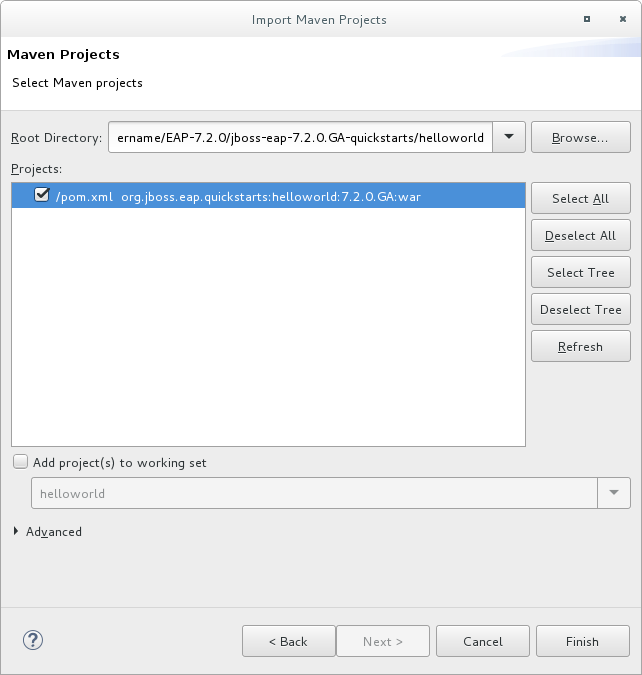 Import Maven Projects
Maven Projects
Select Maven projects
Root Directory: ername/EAP-7.2.0/jboss-eap-7.2.0.GA-quickstarts/helloworld Browse...
Projects:
/pom.xml org.jboss.eap.quickstarts:helloworld:7.2.0.GA:war
Select All
Deselect All
Select Tree
Deselect Tree
Refresh
Add project(s) to working set
helloworld
Advanced
? < Back Next > Cancel Finish